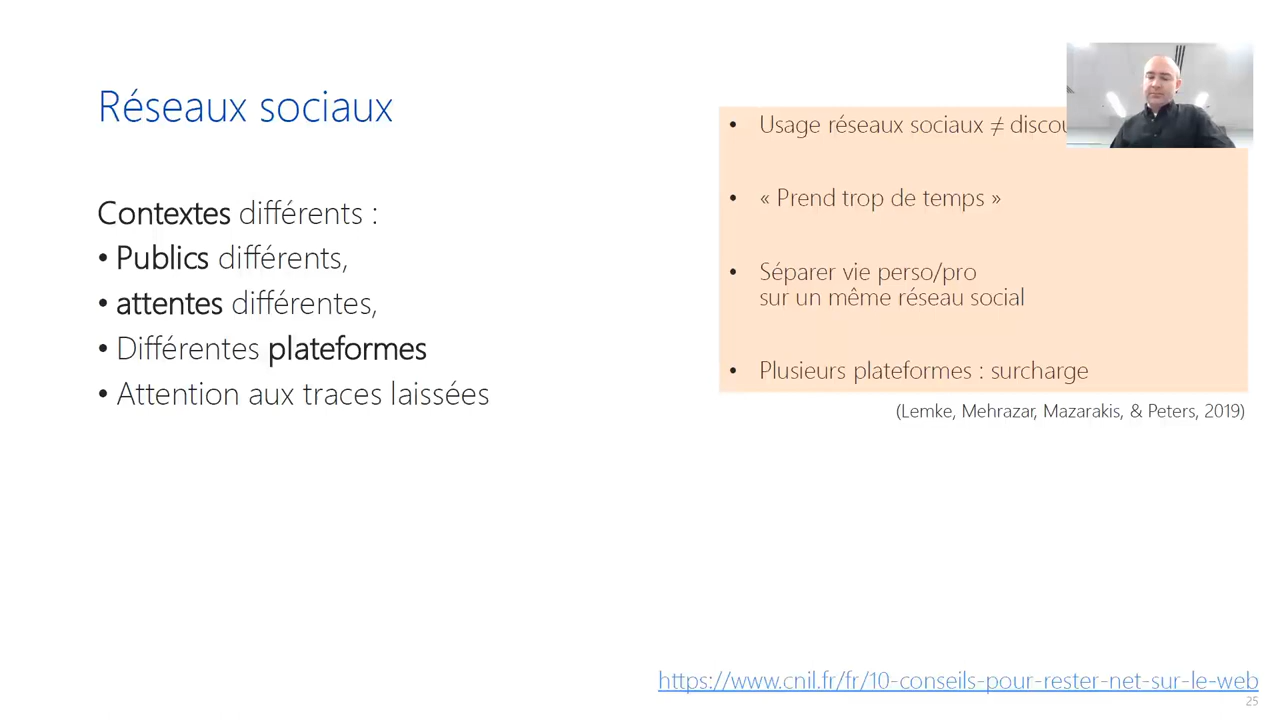 Réseaux sociaux
Contextes différents :
• Publics différents,
• attentes différentes,
• Différentes plateformes
• Attention aux traces laissées
• Usage réseaux sociaux ≠
• « Prend trop de temps »
• Séparer vie perso/pro
sur un même réseau social
• Plusieurs plateformes : surcharge
(Lemke, Mehrazar, Mazarakis, & Peters, 2019)
https://www.cnil.fr/fr/10-conseils-pour-rester-net-sur-le-web
25